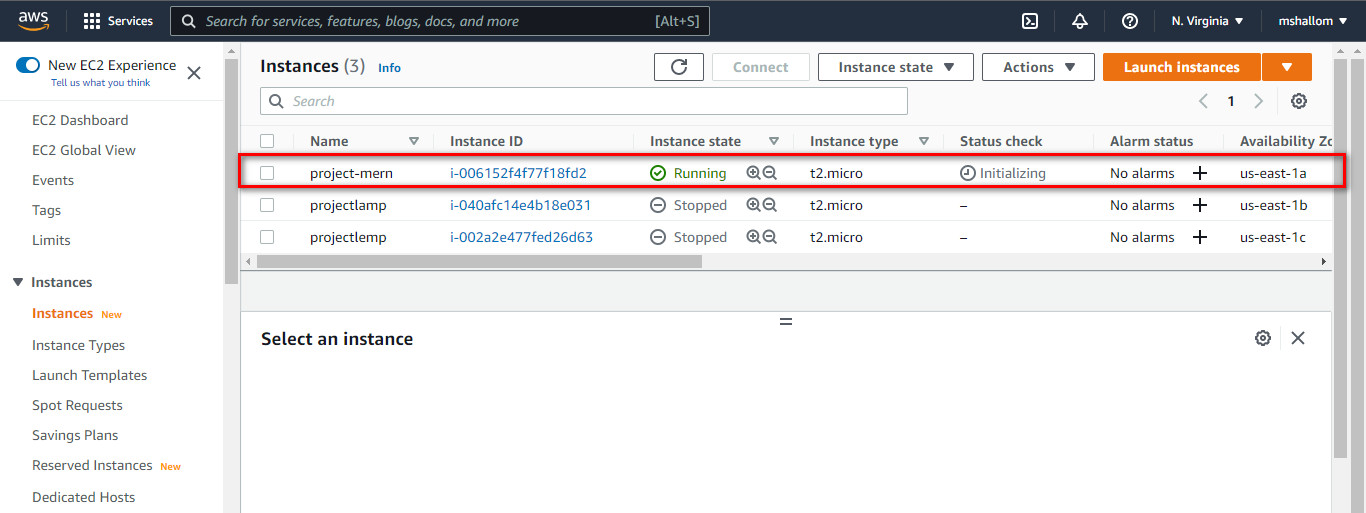 aws Services Search for services, features, blogs, docs, and more [Alt+S] N. Virginia mshallom
New EC2 Experience
Tell us what you think
EC2 Dashboard
EC2 Global View
Events
Tags
Limits
Instances
Instances New
Instance Types
Launch Templates
Spot Requests
Savings Plans
Reserved Instances New
Dedicated Hosts
Instances (3) Info Connect Instance state Actions Launch instances
Search
1
Name Instance ID Instance state Instance type Status check Alarm status Availability Zo
project-mern i-006152f4f77f18fd2 Running t2.micro Initializing No alarms + us-east-1a
projectlamp i-040afc14e4b18e031 Stopped t2.micro – No alarms + us-east-1b
projectlemp i-002a2e477fed26d63 Stopped t2.micro – No alarms + us-east-1c
Select an instance